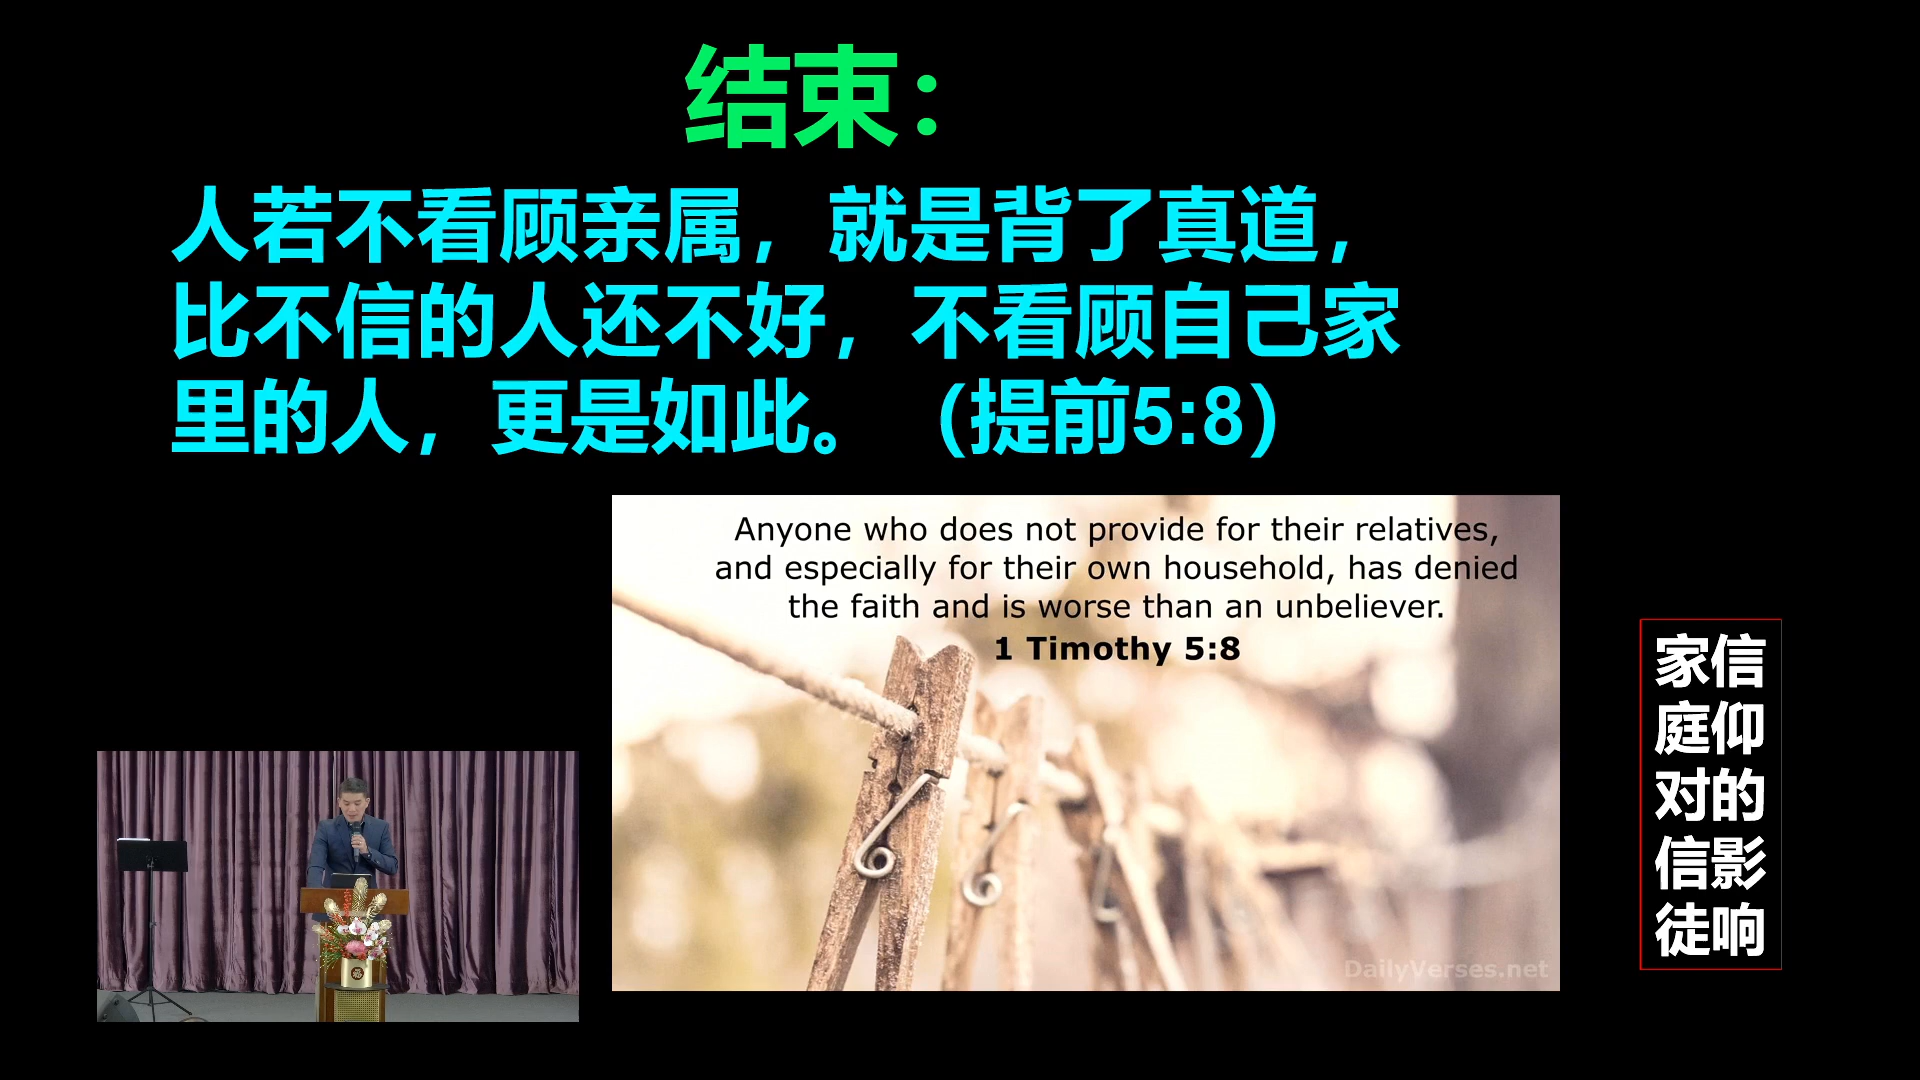 结束：
人若不看顾亲属，就是背了真道，
比不信的人还不好，不看顾自己家
里的人，更是如此。（提前5:8）
Anyone who does not provide for their relatives,
and especially for their own household, has denied
the faith and is worse than an unbeliever.
1 Timothy 5:8
DailyVerses.net
家信
庭仰
对的
信影
徒响